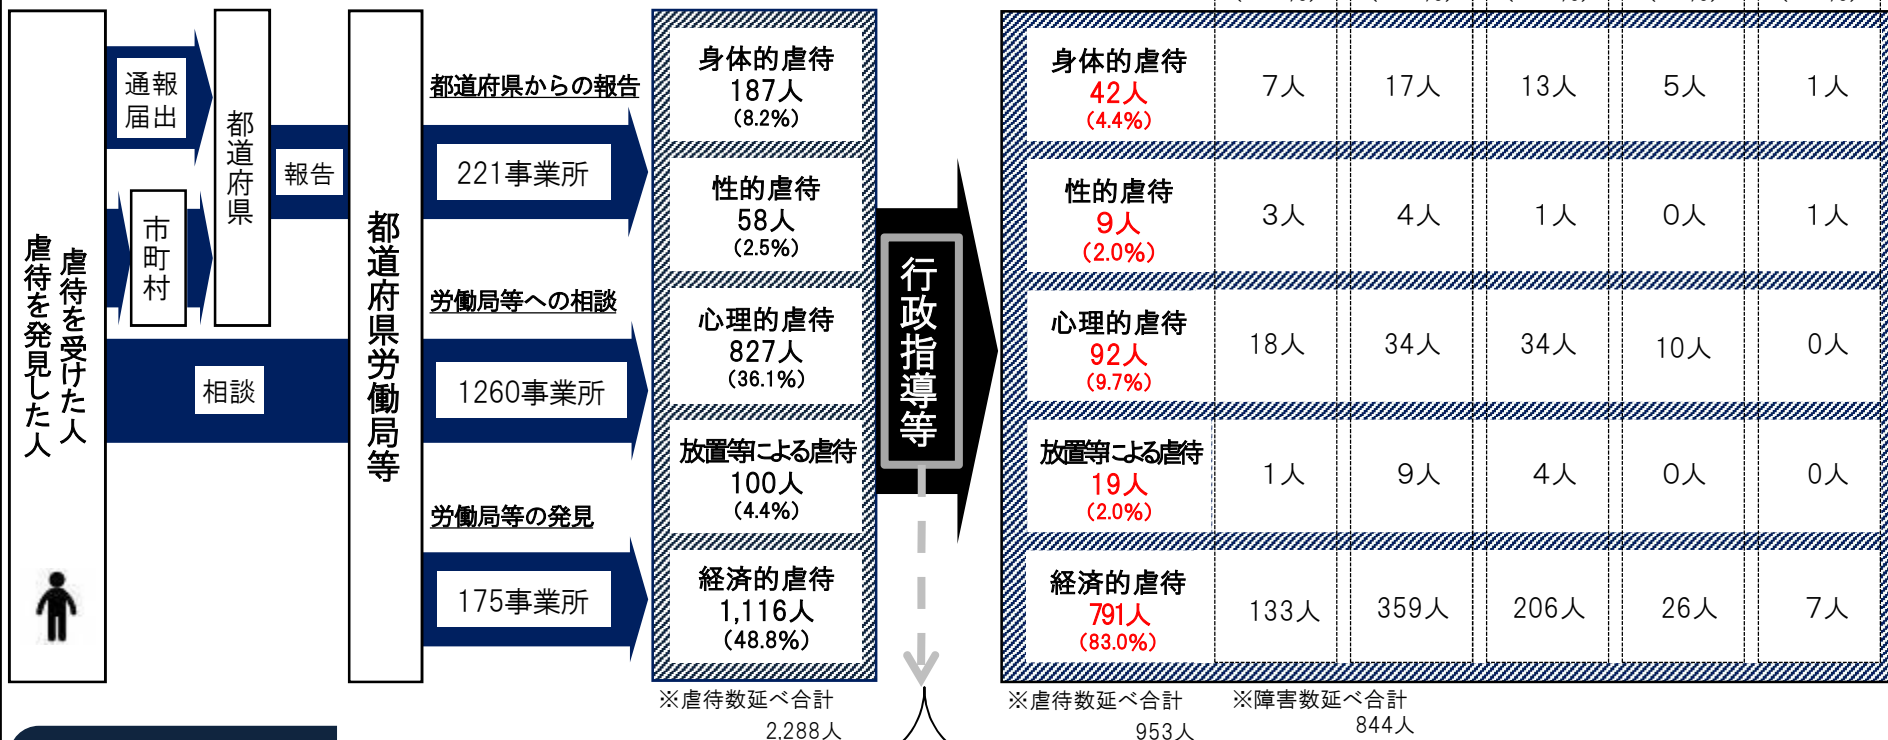 虐待を受けた人
虐待を発見した人
通報
届出
市町村
都道府県
報告
相談
都道府県労働局等
都道府県からの報告
221事業所
労働局等への相談
1260事業所
労働局等の発見
175事業所
身体的虐待
187人
(8.2%)
性的虐待
58人
(2.5%)
心理的虐待
827人
(36.1%)
放置等による虐待
100人
(4.4%)
経済的虐待
1,116人
(48.8%)
※虐待数延べ合計
2,288人
行政指導等
身体的虐待
42人
(4.4%)
7人 17人 13人 5人 1人
性的虐待
9人
(2.0%)
3人 4人 1人 0人 1人
心理的虐待
92人
(9.7%)
18人 34人 34人 10人 0人
放置等による虐待
19人
(2.0%)
1人 9人 4人 0人 0人
経済的虐待
791人
(83.0%)
133人 359人 206人 26人 7人
※虐待数延べ合計
953人
※障害数延べ合計
844人